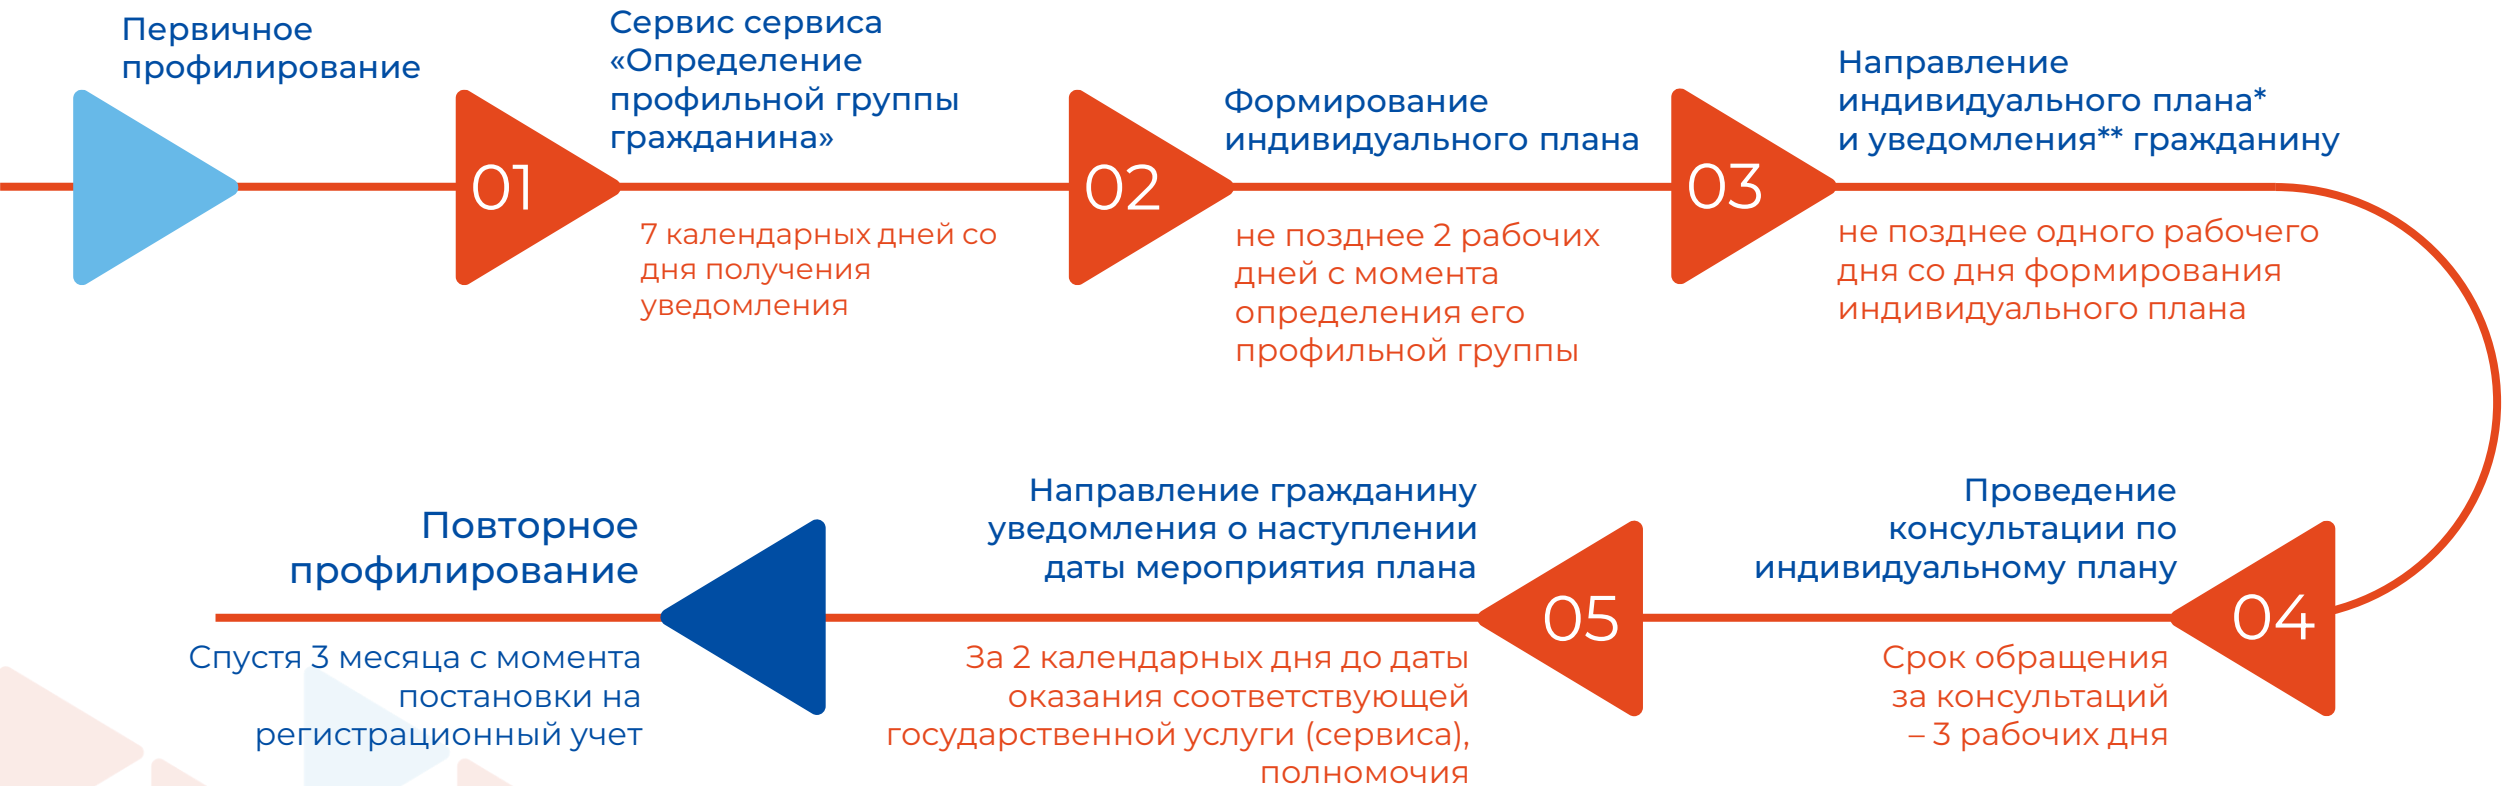 Первичное
профилирование
Сервис сервиса
«Определение
профильной группы
гражданина»
01
7 календарных дней со
дня получения
уведомления
Формирование
индивидуального плана
02
не позднее 2 рабочих
дней с момента
определения его
профильной группы
Направление
индивидуального плана*
и уведомления** гражданину
03
не позднее одного рабочего
дня со дня формирования
индивидуального плана
Проведение
консультации по
индивидуальному плану
04
Срок обращения
за консультаций
– 3 рабочих дня
Направление гражданину
уведомления о наступлении
даты мероприятия плана
05
За 2 календарных дня до даты
оказания соответствующей
государственной услуги (сервиса),
полномочия
Повторное
профилирование
Спустя 3 месяца с момента
постановки на
регистрационный учет